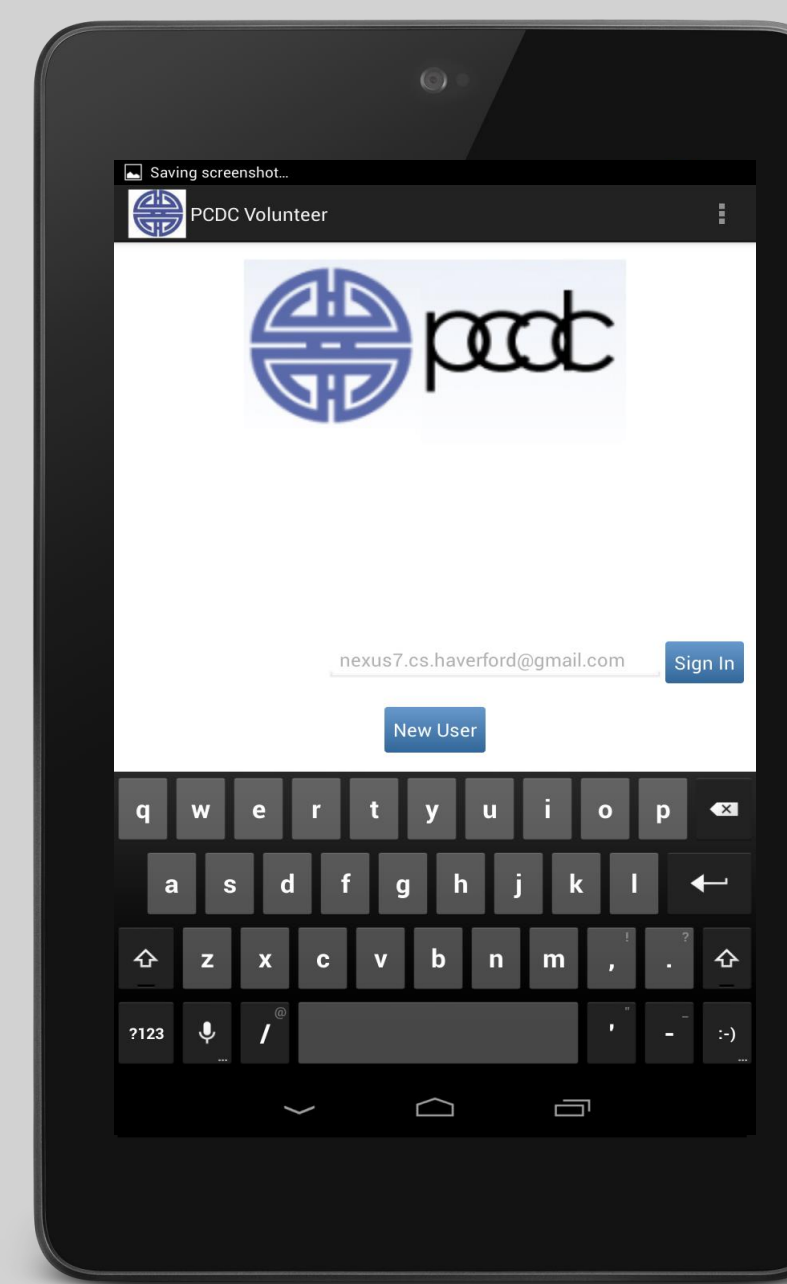 Saving screenshot...
PCDC Volunteer
pcdc
nexus7.cs.haverford@gmail.com Sign In
New User
q w e r t y u i o p
a s d f g h j k l
z x c v b n m , ! . ?
?123 / @ ' " - _ :-)